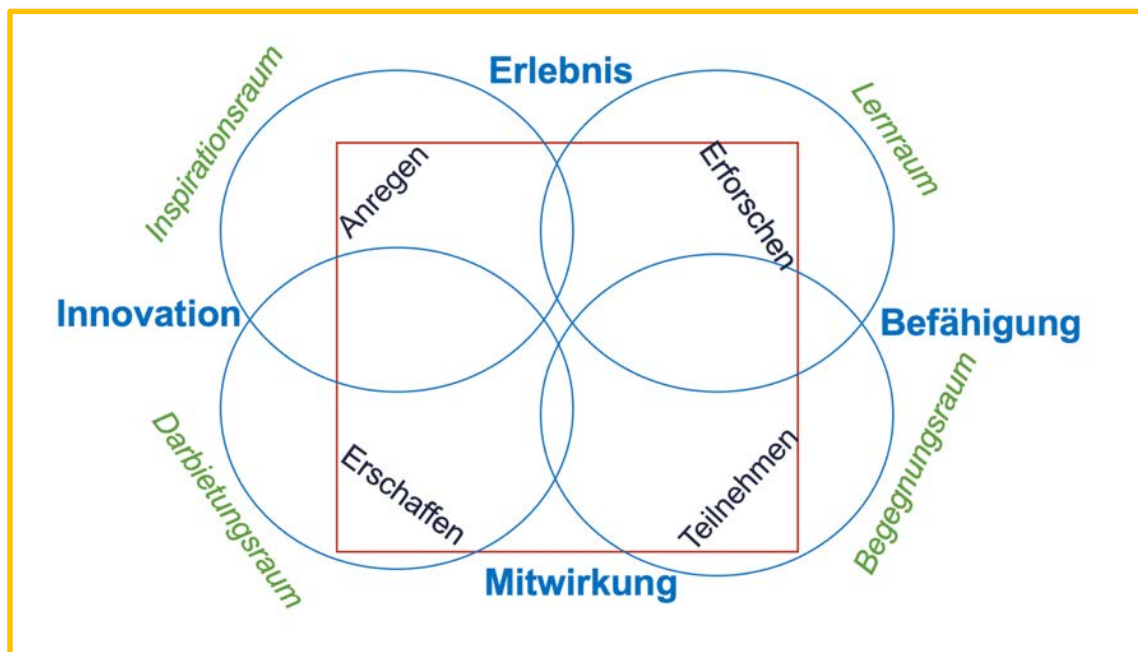 Erlebnis
Inspirationsraum
Lernraum
Anregen
Erforschen
Innovation
Befähigung
Darbietungsraum
Erschaffen
Teilnehmen
Begegnungsraum
Mitwirkung